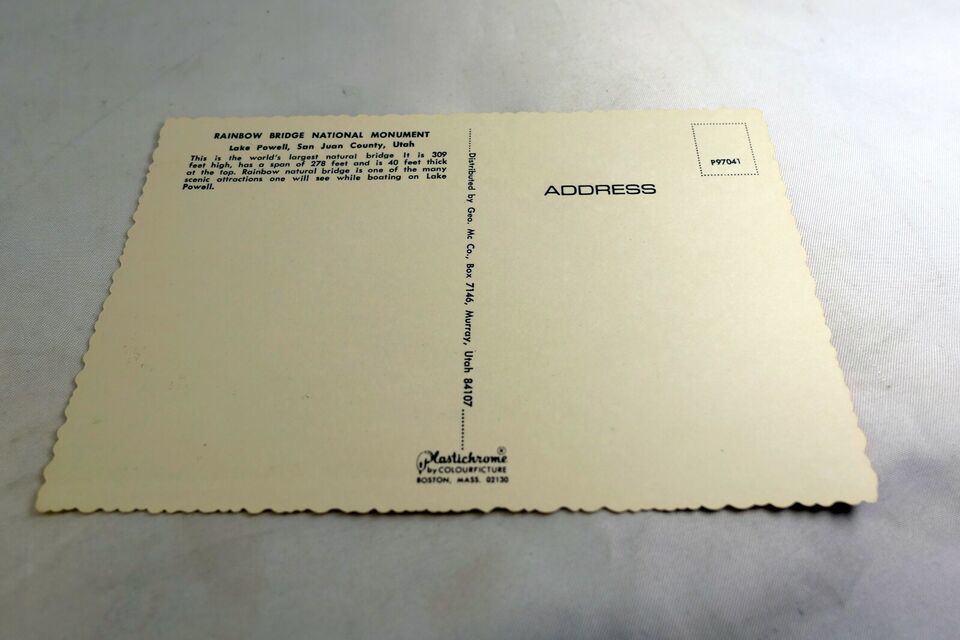 RAINBOW BRIDGE NATIONAL MONUMENT
Lake Powell, San Juan County, Utah
This is the world's largest natural bridge It is 309
feet high, has a span of 278 feet and is 40 feet thick
at the top. Rainbow natural bridge is one of the many
scenic attractions one will see while boating on Lake
Powell.
Distributed by Geo. Mc Co., Box 7146, Murray, Utah 84107
Plastichrome ®
by COLOURPICTURE
BOSTON, MASS. 02130
P97041
ADDRESS